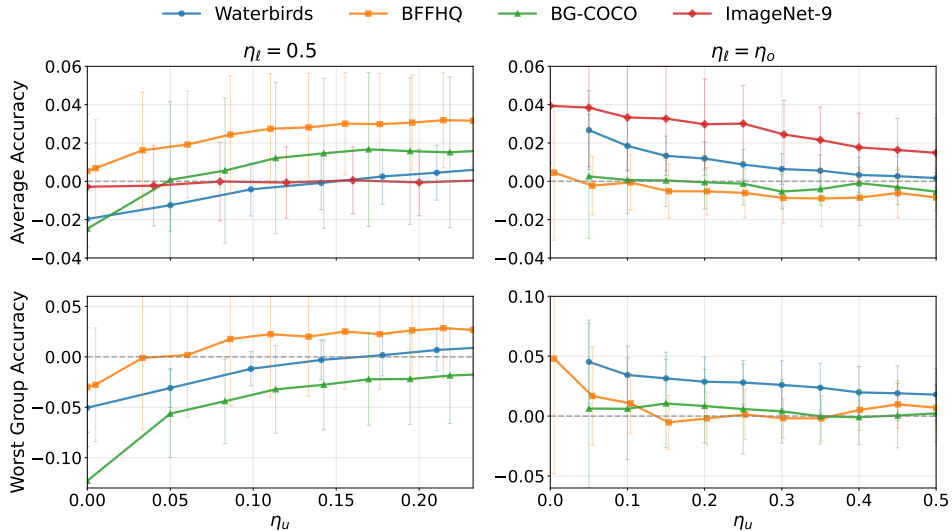 Waterbirds BFFHQ BG-COCO ImageNet-9
η_ℓ = 0.5
η_ℓ = η_o
Average Accuracy
0.06
0.04
0.02
0.00
−0.02
−0.04
0.06
0.04
0.02
0.00
−0.02
−0.04
Worst Group Accuracy
0.05
0.00
−0.05
−0.10
0.10
0.05
0.00
−0.05
0.00 0.05 0.10 0.15 0.20
0.0 0.1 0.2 0.3 0.4 0.5
η_u
η_u